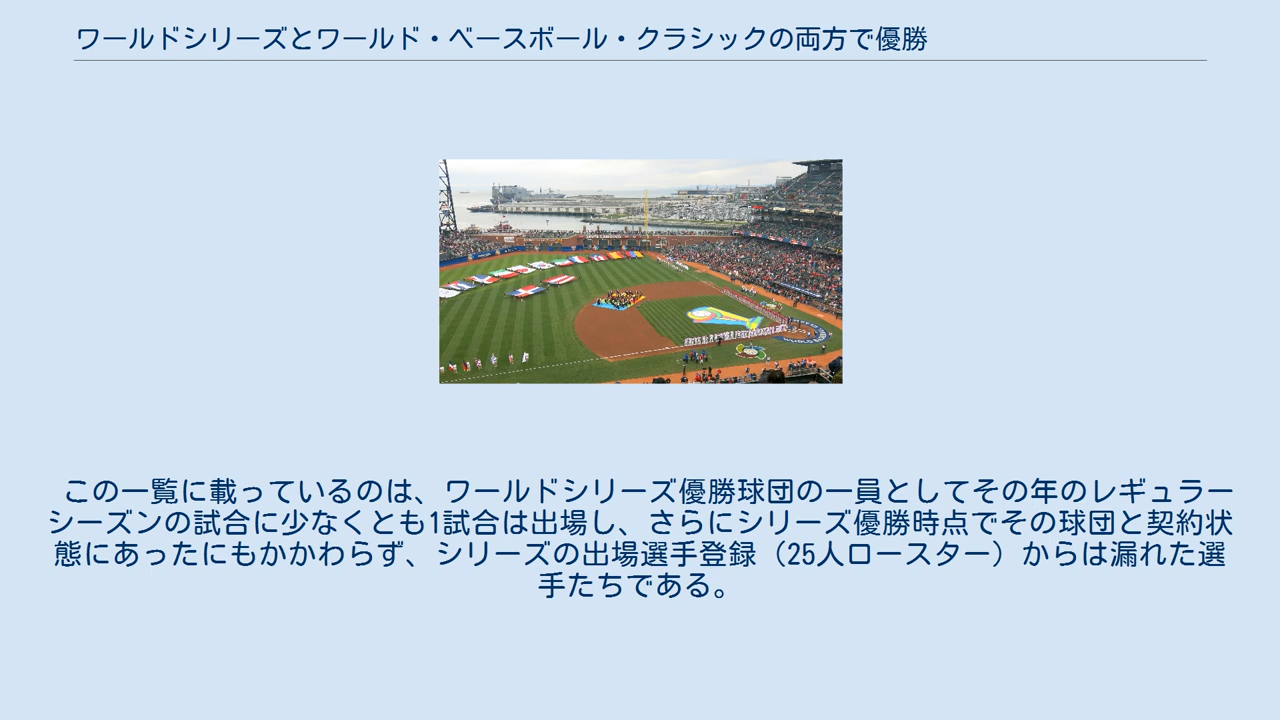 ワールドシリーズとワールド・ベースボール・クラシックの両方で優勝
この一覧に載っているのは、ワールドシリーズ優勝球団の一員としてその年のレギュラー
シーズンの試合に少なくとも1試合は出場し、さらにシリーズ優勝時点でその球団と契約状
態にあったにもかかわらず、シリーズの出場選手登録（25人ロースター）からは漏れた選
手たちである。